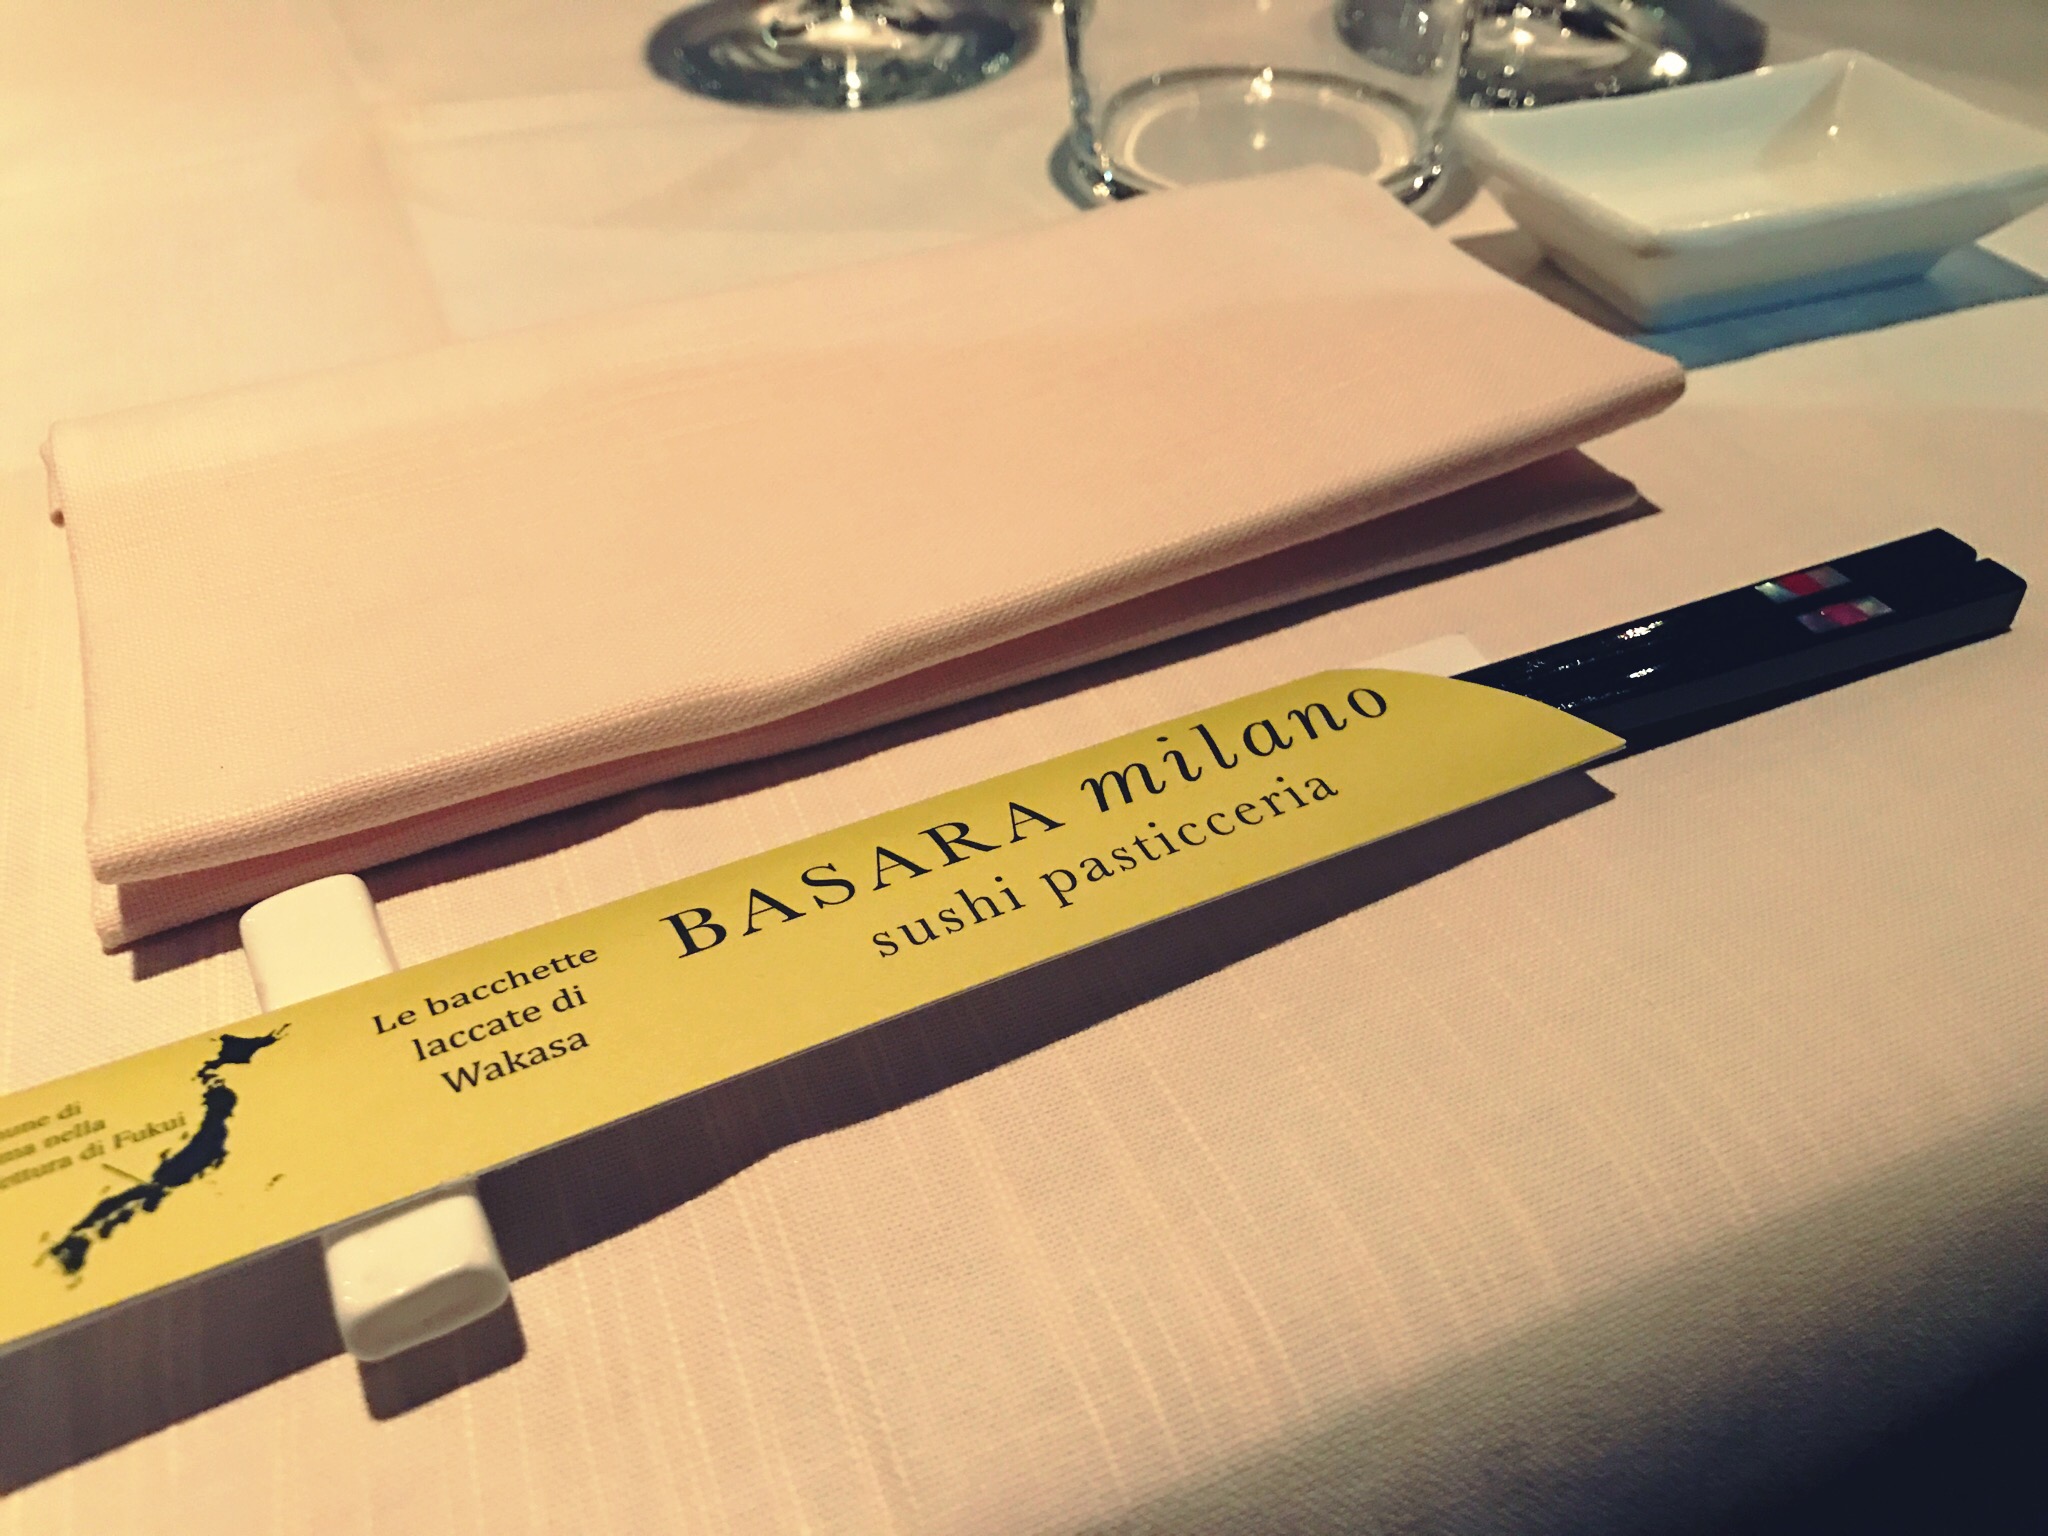 BASARA milano
sushi pasticceria
Le bacchette
laccate di
Wakasa
di
nella
di Fukui